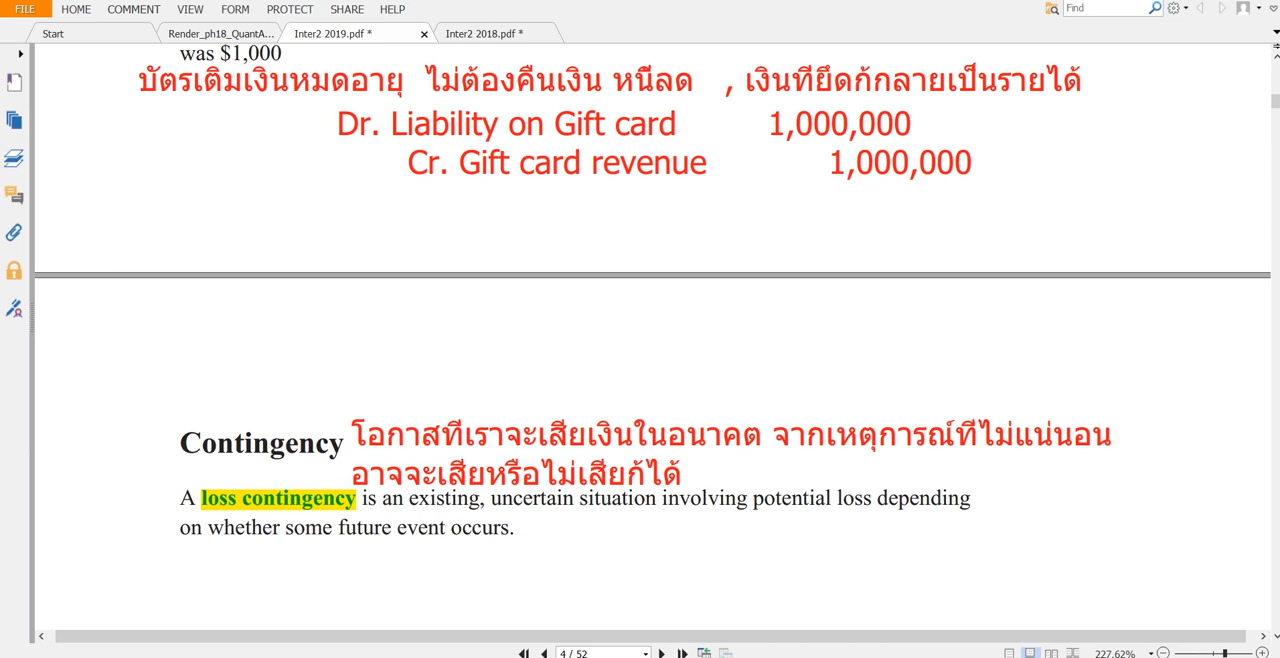 FILE HOME COMMENT VIEW FORM PROTECT SHARE HELP Find
Start Render_ph18_QuantA... Inter2 2019.pdf * Inter2 2018.pdf *
was $1,000
บัตรเติมเงินหมดอายุ ไม่ต้องคืนเงิน หนี้ลด , เงินที่ยึดก้กลายเป็นรายได้
Dr. Liability on Gift card 1,000,000
Cr. Gift card revenue 1,000,000
Contingency โอกาสที่เราจะเสียเงินในอนาคต จากเหตุการณ์ที่ไม่แน่นอน
อาจจะเสียหรือไม่เสียก้ได้
A loss contingency is an existing, uncertain situation involving potential loss depending
on whether some future event occurs.
4 / 52 227.62%